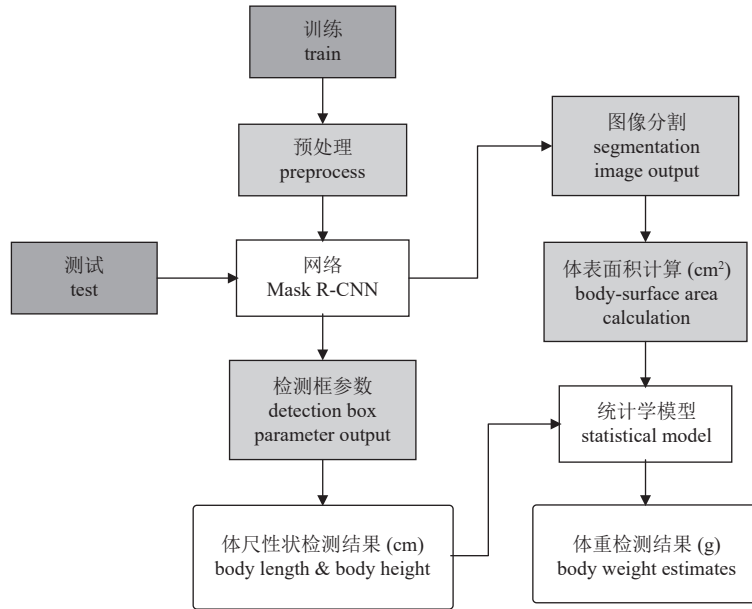 训练
train
预处理
preprocess
测试
test
网络
Mask R-CNN
检测框参数
detection box
parameter output
体尺性状检测结果 (cm)
body length & body height
图像分割
segmentation
image output
体表面积计算 (cm²)
body-surface area
calculation
统计学模型
statistical model
体重检测结果 (g)
body weight estimates